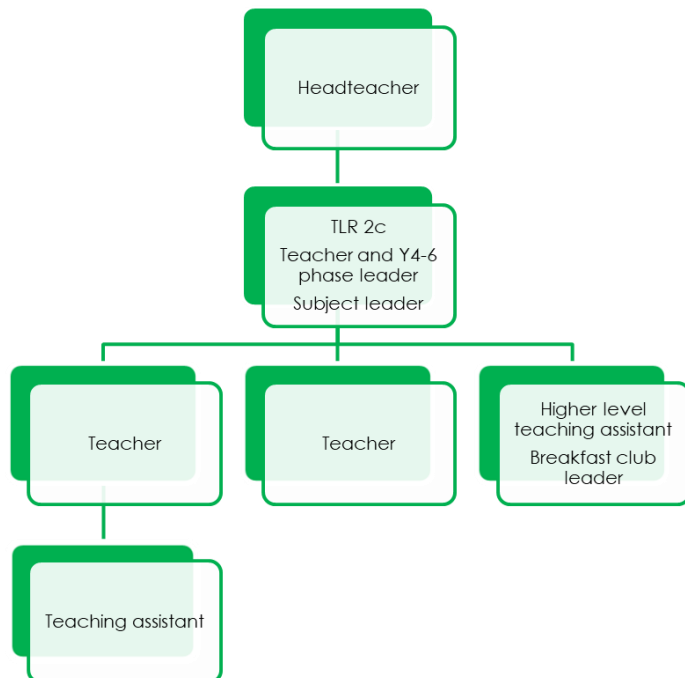 Headteacher
TLR 2c
Teacher and Y4-6
phase leader
Subject leader
Teacher
Teacher
Higher level
teaching assistant
Breakfast club
leader
Teaching assistant